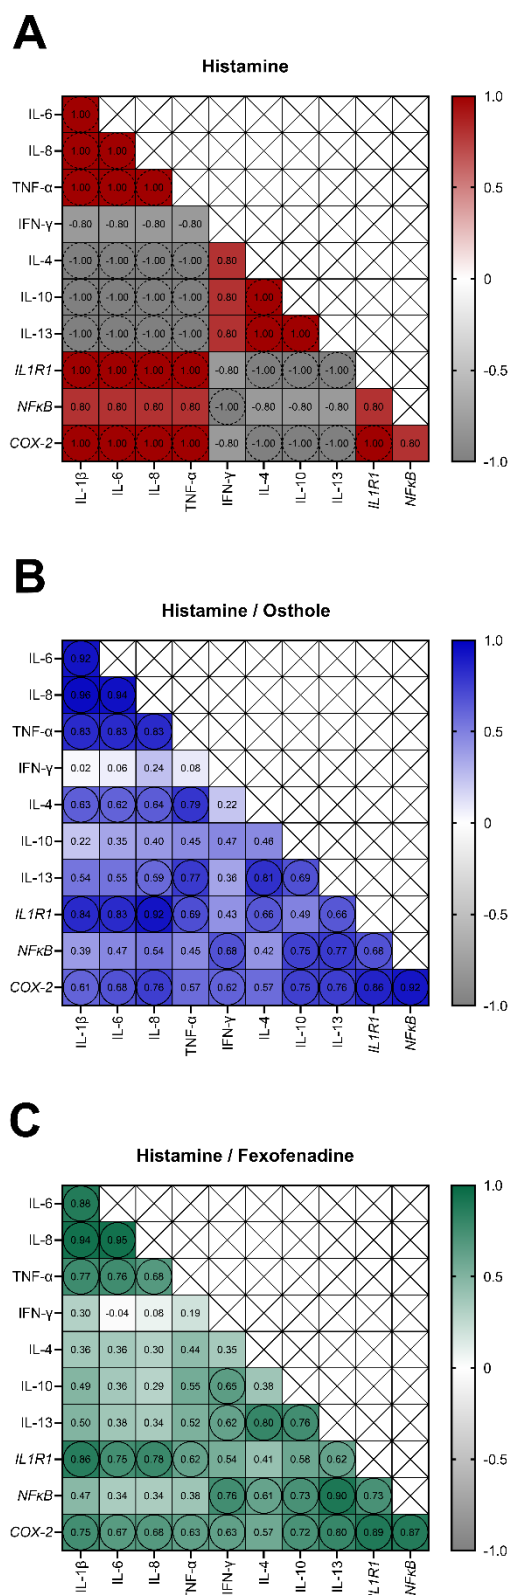 A
Histamine
IL-6 1.00
IL-8 1.00 1.00
TNF-α 1.00 1.00 1.00
IFN-γ -0.80 -0.80 -0.80 -0.80
IL-4 -1.00 -1.00 -1.00 -1.00 0.80
IL-10 -1.00 -1.00 -1.00 -1.00 0.80 1.00
IL-13 -1.00 -1.00 -1.00 -1.00 0.80 1.00 1.00
IL1R1 1.00 1.00 1.00 1.00 -0.80 -1.00 -1.00 -1.00
NFκB 0.80 0.80 0.80 0.80 -1.00 -0.80 -0.80 -0.80 0.80
COX-2 1.00 1.00 1.00 1.00 -0.80 -1.00 -1.00 -1.00 1.00 0.80
IL-1β IL-6 IL-8 TNF-α IFN-γ IL-4 IL-10 IL-13 IL1R1 NFκB
1.0
0.5
0
-0.5
-1.0
B
Histamine / Osthole
IL-6 0.92
IL-8 0.96 0.94
TNF-α 0.83 0.83 0.83
IFN-γ 0.02 0.06 0.24 0.08
IL-4 0.63 0.62 0.64 0.79 0.22
IL-10 0.22 0.35 0.40 0.45 0.47 0.46
IL-13 0.54 0.55 0.59 0.77 0.36 0.81 0.69
IL1R1 0.84 0.83 0.92 0.69 0.43 0.66 0.49 0.66
NFκB 0.39 0.47 0.54 0.45 0.68 0.42 0.75 0.77 0.68
COX-2 0.61 0.68 0.76 0.57 0.62 0.57 0.75 0.76 0.86 0.92
IL-1β IL-6 IL-8 TNF-α IFN-γ IL-4 IL-10 IL-13 IL1R1 NFκB
1.0
0.5
0
-0.5
-1.0
C
Histamine / Fexofenadine
IL-6 0.88
IL-8 0.94 0.95
TNF-α 0.77 0.76 0.68
IFN-γ 0.30 -0.04 0.08 0.19
IL-4 0.36 0.36 0.30 0.44 0.35
IL-10 0.49 0.36 0.29 0.55 0.65 0.38
IL-13 0.50 0.38 0.34 0.52 0.62 0.80 0.76
IL1R1 0.86 0.75 0.78 0.62 0.54 0.41 0.58 0.62
NFκB 0.47 0.34 0.34 0.38 0.76 0.61 0.73 0.90 0.73
COX-2 0.75 0.67 0.68 0.63 0.63 0.57 0.72 0.80 0.89 0.87
IL-1β IL-6 IL-8 TNF-α IFN-γ IL-4 IL-10 IL-13 IL1R1 NFκB
1.0
0.5
0
-0.5
-1.0